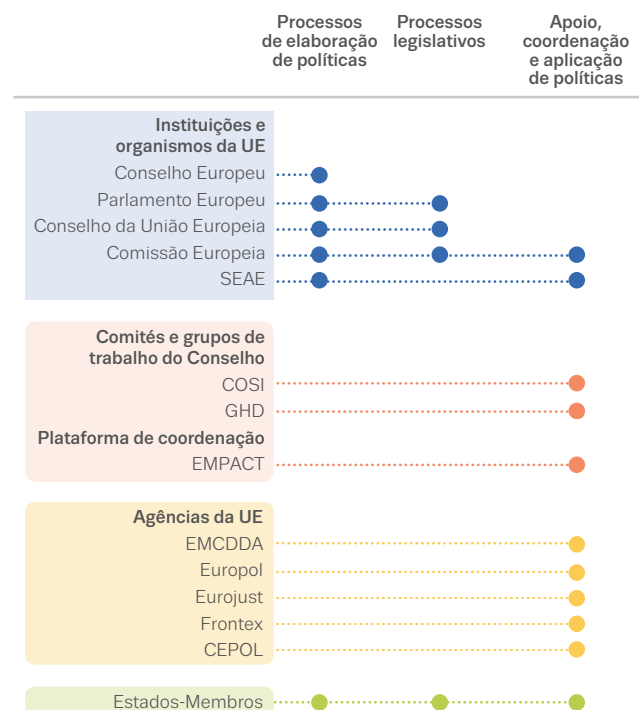 Processos
de elaboração
de políticas
Processos
legislativos
Apoio,
coordenação
e aplicação
de políticas
Instituições e
organismos da UE
Conselho Europeu
Parlamento Europeu
Conselho da União Europeia
Comissão Europeia
SEAE
Comités e grupos de
trabalho do Conselho
COSI
GHD
Plataforma de coordenação
EMPACT
Agências da UE
EMCDDA
Europol
Eurojust
Frontex
CEPOL
Estados-Membros